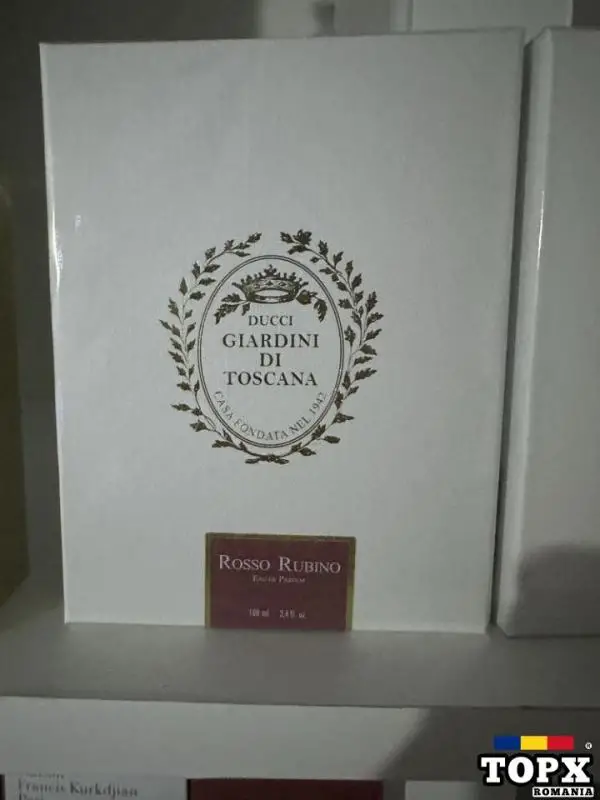 DUCCI
GIARDINI
DI
TOSCANA
CASA FONDATA NEL 1942
ROSSO RUBINO
EAU DE PARFUM
100 ml 3,4 fl. oz
Francis Kurkdjian
Paris
TOPX
ROMANIA
®